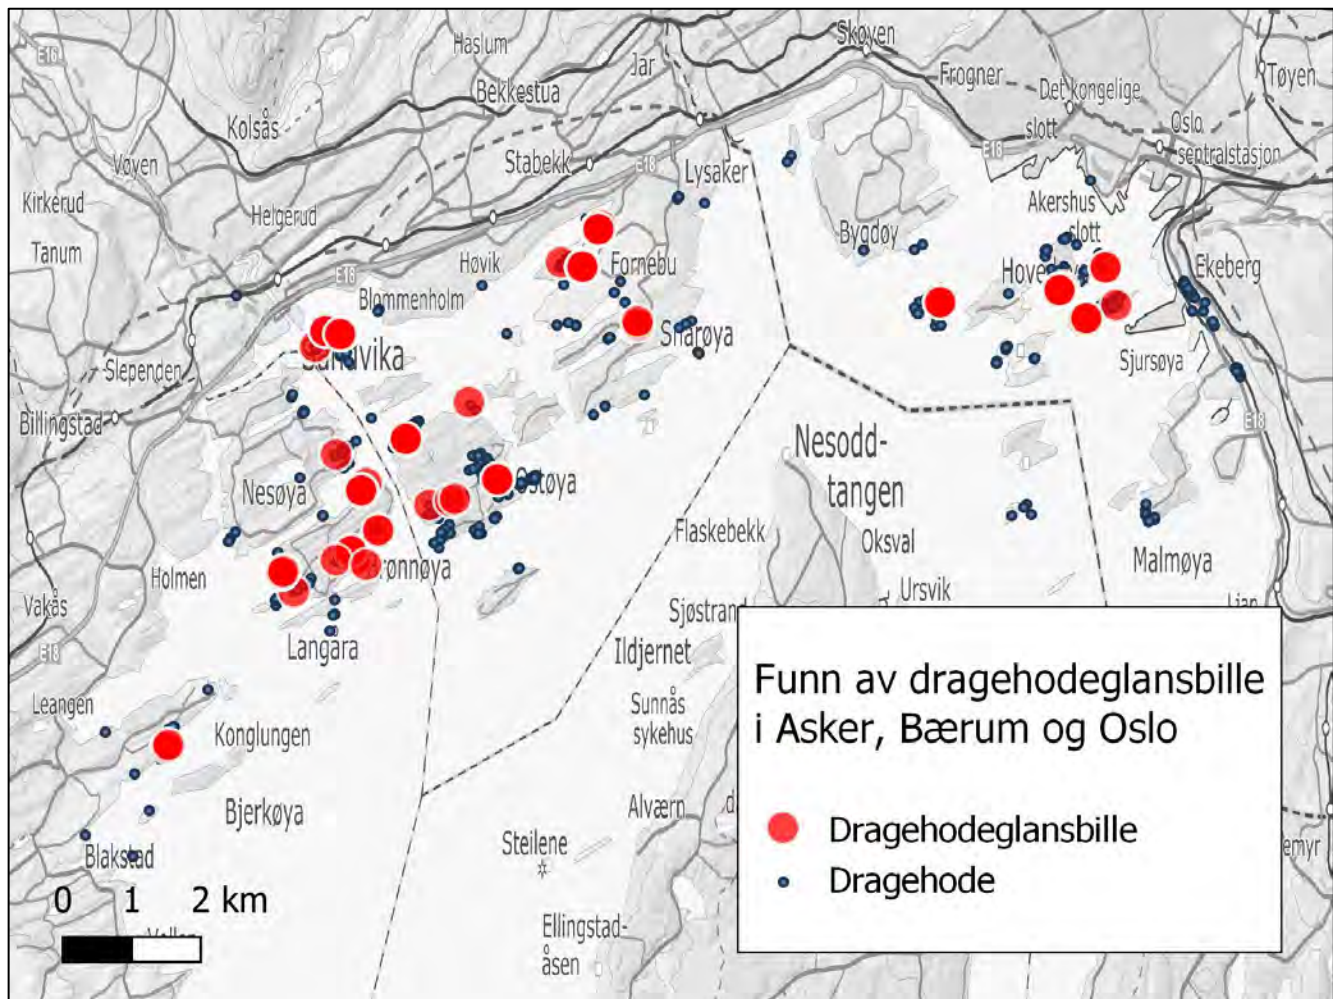 Skøyen
Haslum
E16
Jar
Frogner
Tøyen
Bekkestua
Det kongelige
slott
Kolsås
Oslo
sentralstasjon
E18
Vøyen
Stabekk
E18
Lysaker
Kirkerud
Akershus
slott
Helgerud
Bygdøy
Tanum
Høvik
Fornebu
Ekeberg
E18
Blommenholm
Snarøya
Sjursøya
Slependen
Billingstad
E18
Nesodd-
tangen
Nesøya
Ostøya
Flaskebekk
Oksval
Malmøya
Holmen
Ursvik
Vakås
Sjøstrand
Langåra
E18
Ildjernet
Leangen
Sunnås
sykehus
Konglungen
Bjerkøya
Alværn
Steilene
Blakstad
Ellingstad-
åsen
0 1 2 km
Funn av dragehodeglansbille
i Asker, Bærum og Oslo
Dragehodeglansbille
Dragehode